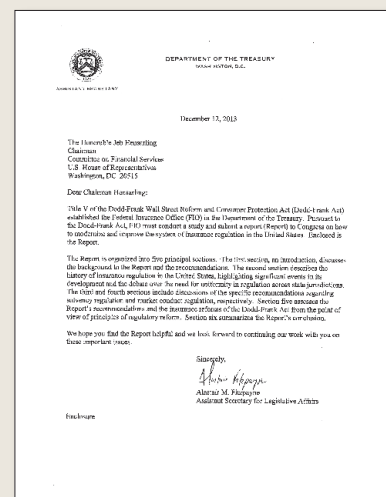 DEPARTMENT OF THE TREASURY
WASHINGTON, D.C.
ASSISTANT SECRETARY
December 12, 2013
The Honorable Jeb Hensarling
Chairman
Committee on Financial Services
U.S. House of Representatives
Washington, DC 20515
Dear Chairman Hensarling:
Title V of the Dodd-Frank Wall Street Reform and Consumer Protection Act (Dodd-Frank Act)
established the Federal Insurance Office (FIO) in the Department of the Treasury. Pursuant to
the Dodd-Frank Act, FIO must conduct a study and submit a report (Report) to Congress on how
to modernize and improve the system of insurance regulation in the United States. Enclosed is
the Report.
The Report is organized into five principal sections. The first section, an introduction, discusses
the background to the Report and the recommendations. The second section describes the
history of insurance regulation in the United States, highlighting significant events in its
development and the debate over the need for uniformity in regulation across state jurisdictions.
The third and fourth sections include discussions of the specific recommendations regarding
solvency regulation and market conduct regulation, respectively. Section five assesses the
Report's recommendations and the insurance reforms of the Dodd-Frank Act from the point of
view of principles of regulatory reform. Section six summarizes the Report's conclusion.
We hope you find the Report helpful and we look forward to continuing our work with you on
these important issues.
Sincerely,
Alastair M. Fitzpayne
Assistant Secretary for Legislative Affairs
Enclosure